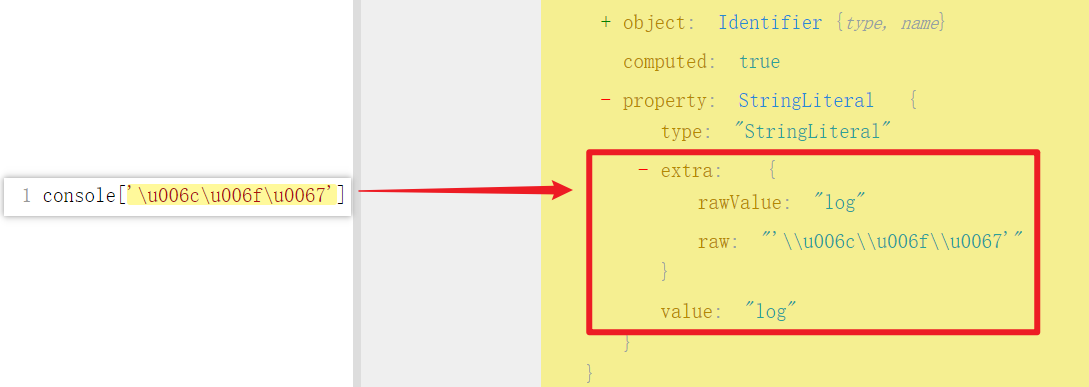 1 console['\u006c\u006f\u0067']
+ object: Identifier {type, name}
computed: true
- property: StringLiteral {
type: "StringLiteral"
- extra: {
rawValue: "log"
raw: "'\\u006c\\u006f\\u0067'"
}
value: "log"
}
}